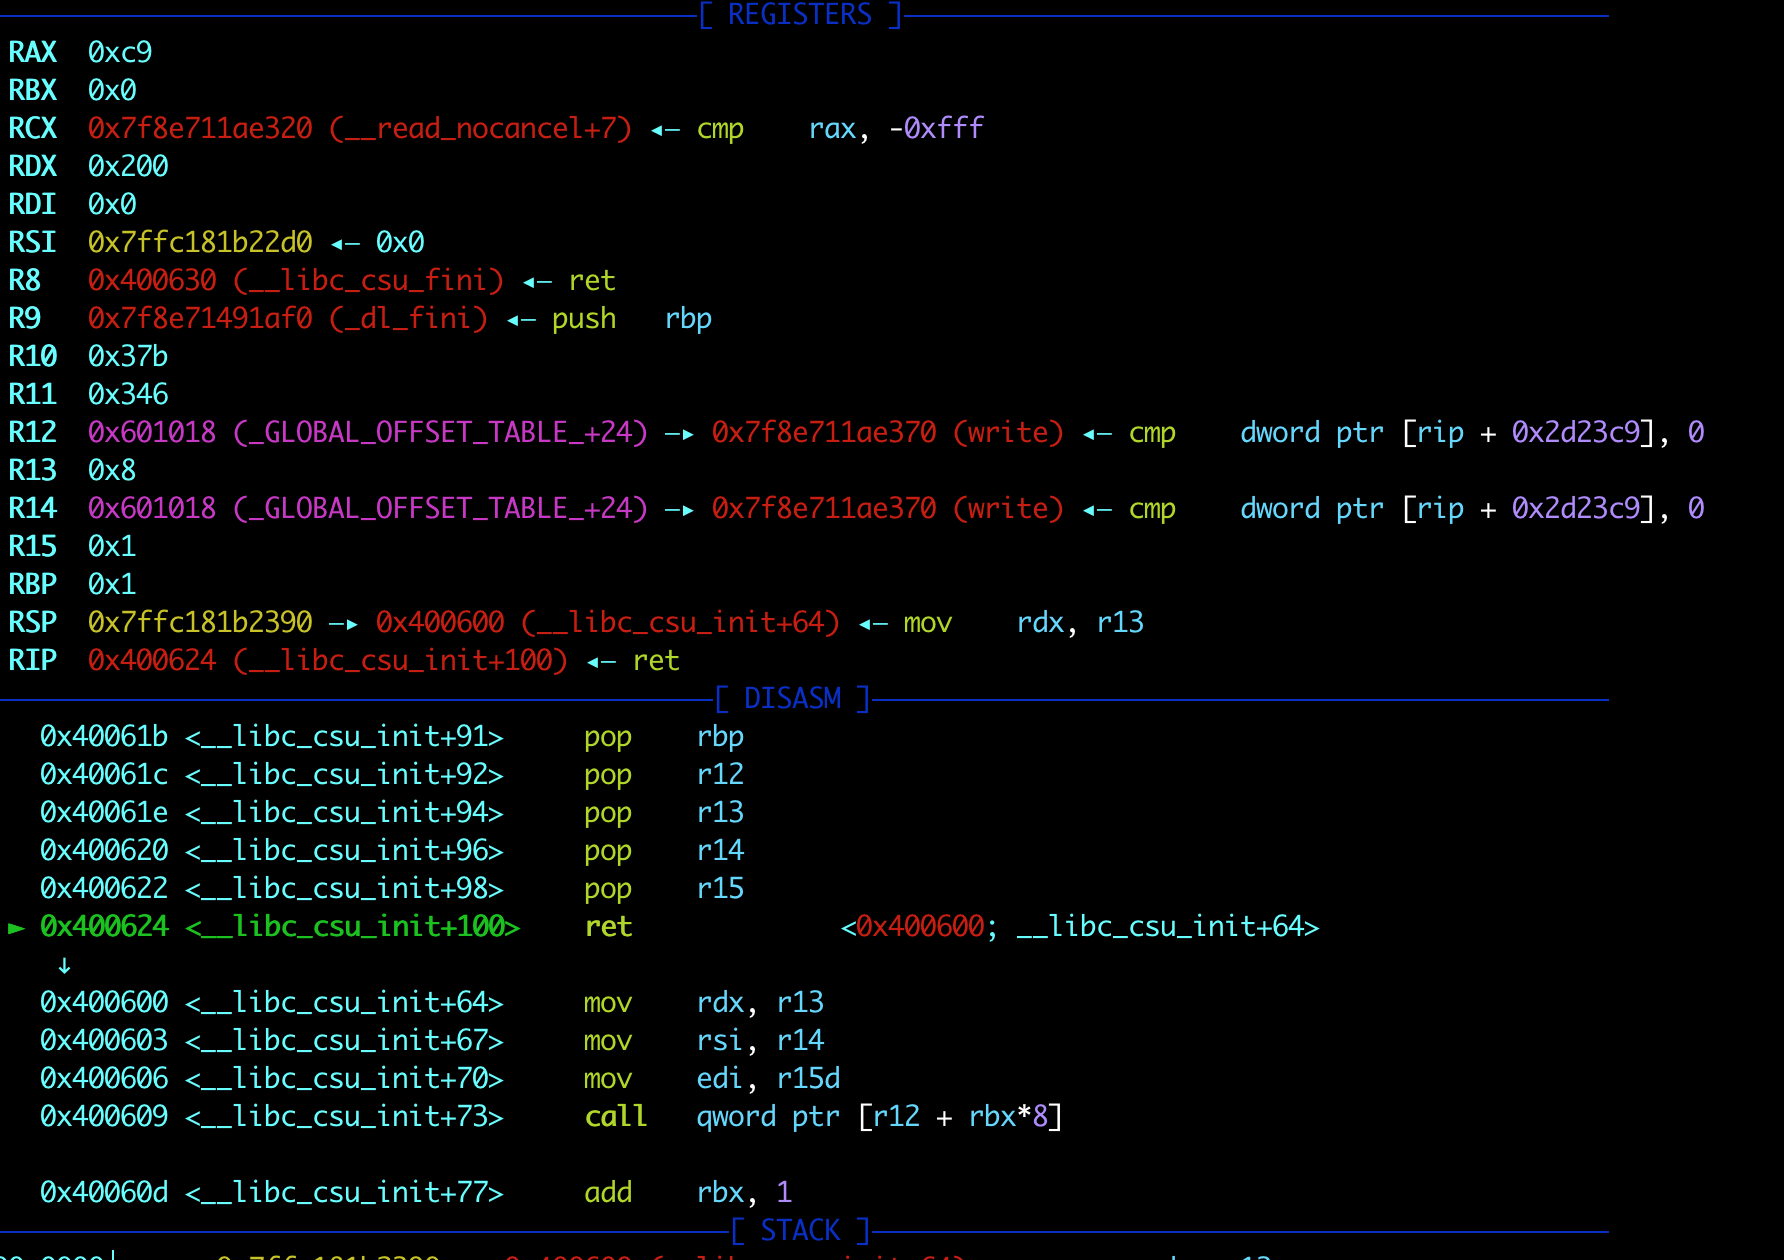 [ REGISTERS ]
RAX 0xc9
RBX 0x0
RCX 0x7f8e711ae320 (__read_nocancel+7) ◂— cmp rax, -0xfff
RDX 0x200
RDI 0x0
RSI 0x7ffc181b22d0 ◂— 0x0
R8 0x400630 (__libc_csu_fini) ◂— ret
R9 0x7f8e71491af0 (_dl_fini) ◂— push rbp
R10 0x37b
R11 0x346
R12 0x601018 (_GLOBAL_OFFSET_TABLE_+24) —▸ 0x7f8e711ae370 (write) ◂— cmp dword ptr [rip + 0x2d23c9], 0
R13 0x8
R14 0x601018 (_GLOBAL_OFFSET_TABLE_+24) —▸ 0x7f8e711ae370 (write) ◂— cmp dword ptr [rip + 0x2d23c9], 0
R15 0x1
RBP 0x1
RSP 0x7ffc181b2390 —▸ 0x400600 (__libc_csu_init+64) ◂— mov rdx, r13
RIP 0x400624 (__libc_csu_init+100) ◂— ret
[ DISASM ]
0x40061b <__libc_csu_init+91> pop rbp
0x40061c <__libc_csu_init+92> pop r12
0x40061e <__libc_csu_init+94> pop r13
0x400620 <__libc_csu_init+96> pop r14
0x400622 <__libc_csu_init+98> pop r15
► 0x400624 <__libc_csu_init+100> ret <0x400600; __libc_csu_init+64>
↓
0x400600 <__libc_csu_init+64> mov rdx, r13
0x400603 <__libc_csu_init+67> mov rsi, r14
0x400606 <__libc_csu_init+70> mov edi, r15d
0x400609 <__libc_csu_init+73> call qword ptr [r12 + rbx*8]
0x40060d <__libc_csu_init+77> add rbx, 1
[ STACK ]